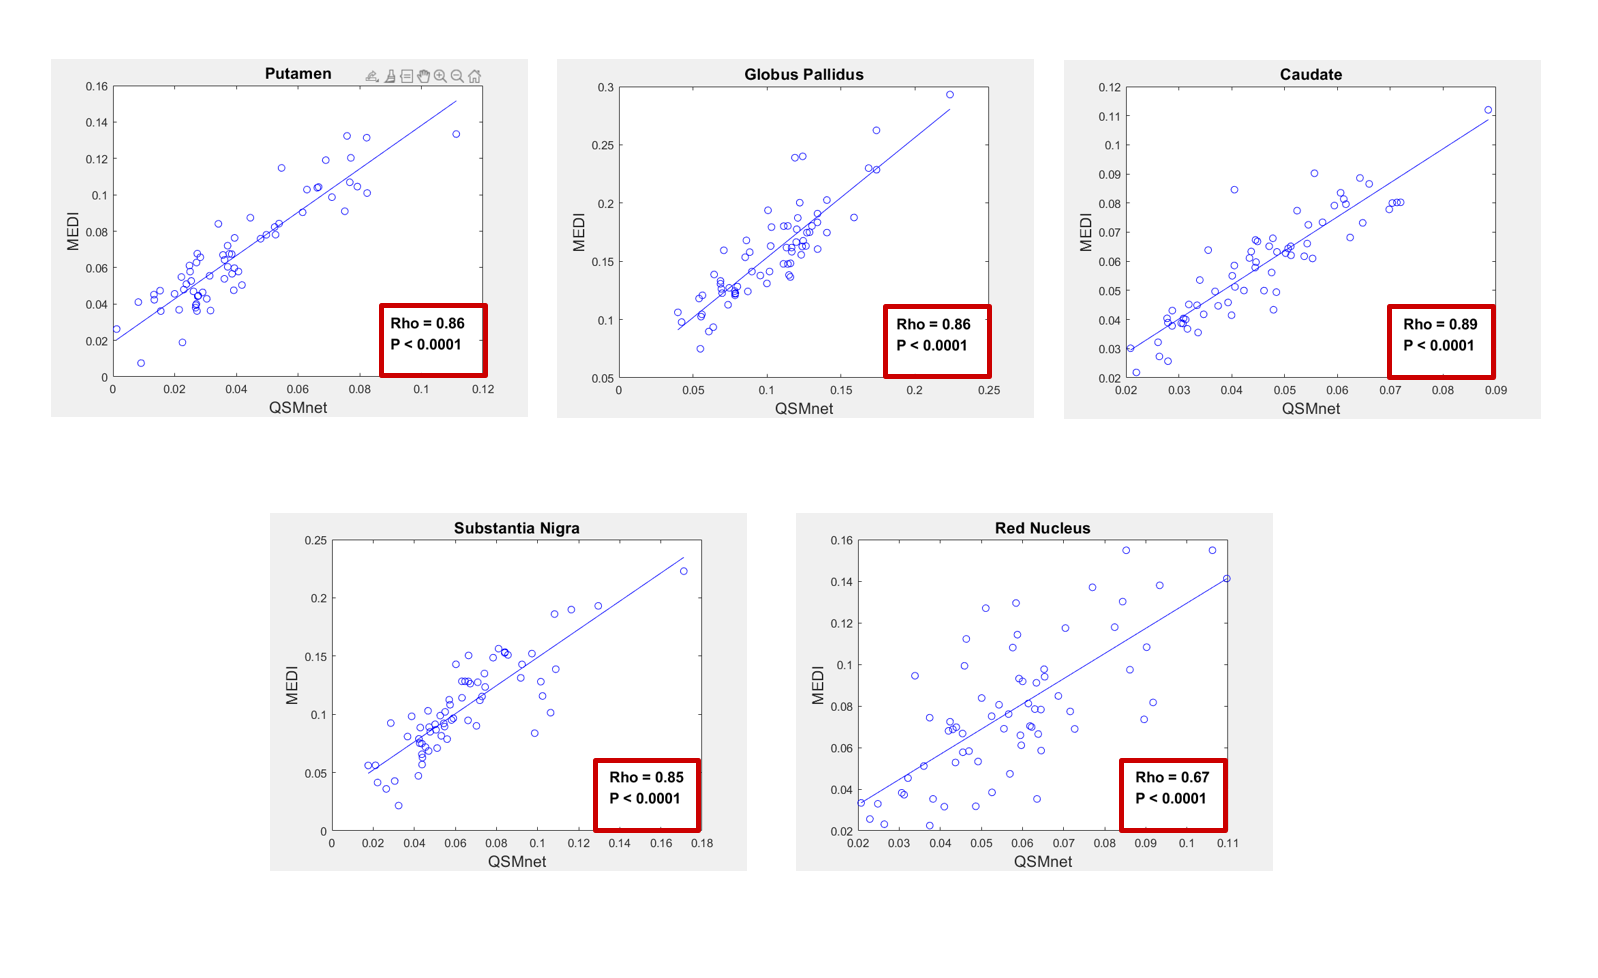 Putamen
0.16
0.14
0.12
0.1
0.08
0.06
0.04
0.02
0
MEDI
0 0.02 0.04 0.06 0.08 0.1 0.12
QSMnet
Rho = 0.86
P < 0.0001
Globus Pallidus
0.3
0.25
0.2
0.15
0.1
0.05
MEDI
0 0.05 0.1 0.15 0.2 0.25
QSMnet
Rho = 0.86
P < 0.0001
Caudate
0.12
0.11
0.1
0.09
0.08
0.07
0.06
0.05
0.04
0.03
0.02
MEDI
0.02 0.03 0.04 0.05 0.06 0.07 0.08 0.09
QSMnet
Rho = 0.89
P < 0.0001
Substantia Nigra
0.25
0.2
0.15
0.1
0.05
0
MEDI
0 0.02 0.04 0.06 0.08 0.1 0.12 0.14 0.16 0.18
QSMnet
Rho = 0.85
P < 0.0001
Red Nucleus
0.16
0.14
0.12
0.1
0.08
0.06
0.04
0.02
MEDI
0.02 0.03 0.04 0.05 0.06 0.07 0.08 0.09 0.1 0.11
QSMnet
Rho = 0.67
P < 0.0001